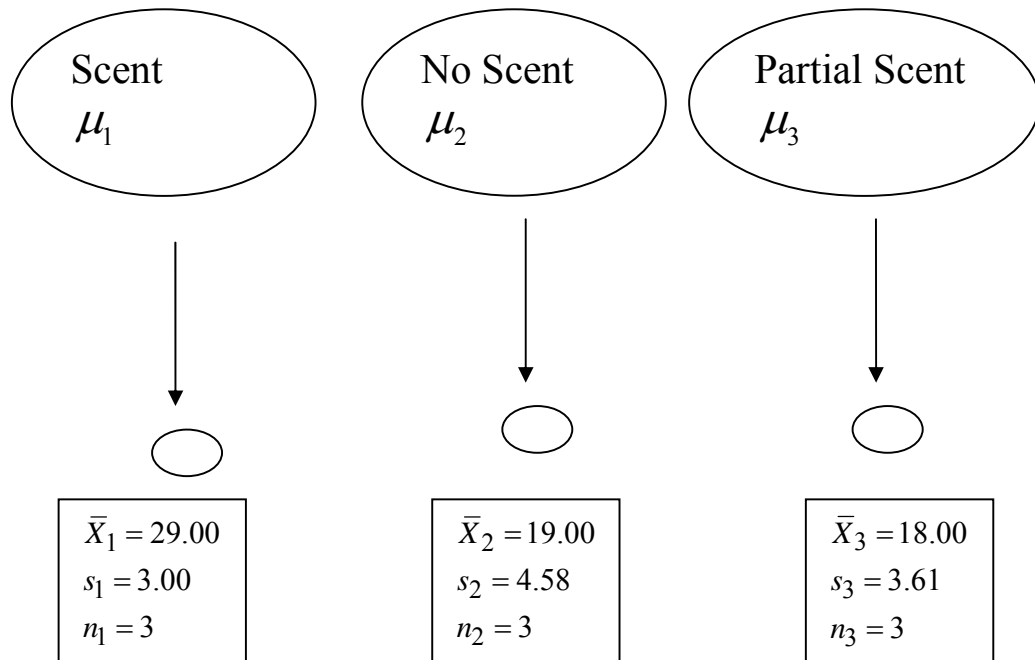 Scent
μ₁
No Scent
μ₂
Partial Scent
μ₃
X̄₁ = 29.00
s₁ = 3.00
n₁ = 3
X̄₂ = 19.00
s₂ = 4.58
n₂ = 3
X̄₃ = 18.00
s₃ = 3.61
n₃ = 3